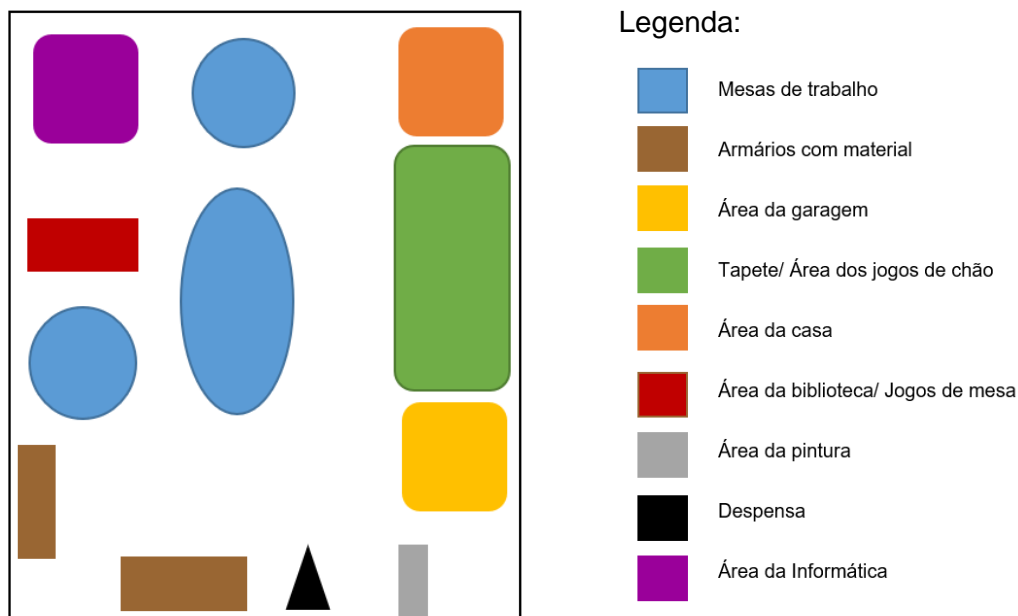 Legenda:
Mesas de trabalho
Armários com material
Área da garagem
Tapete/ Área dos jogos de chão
Área da casa
Área da biblioteca/ Jogos de mesa
Área da pintura
Despensa
Área da Informática